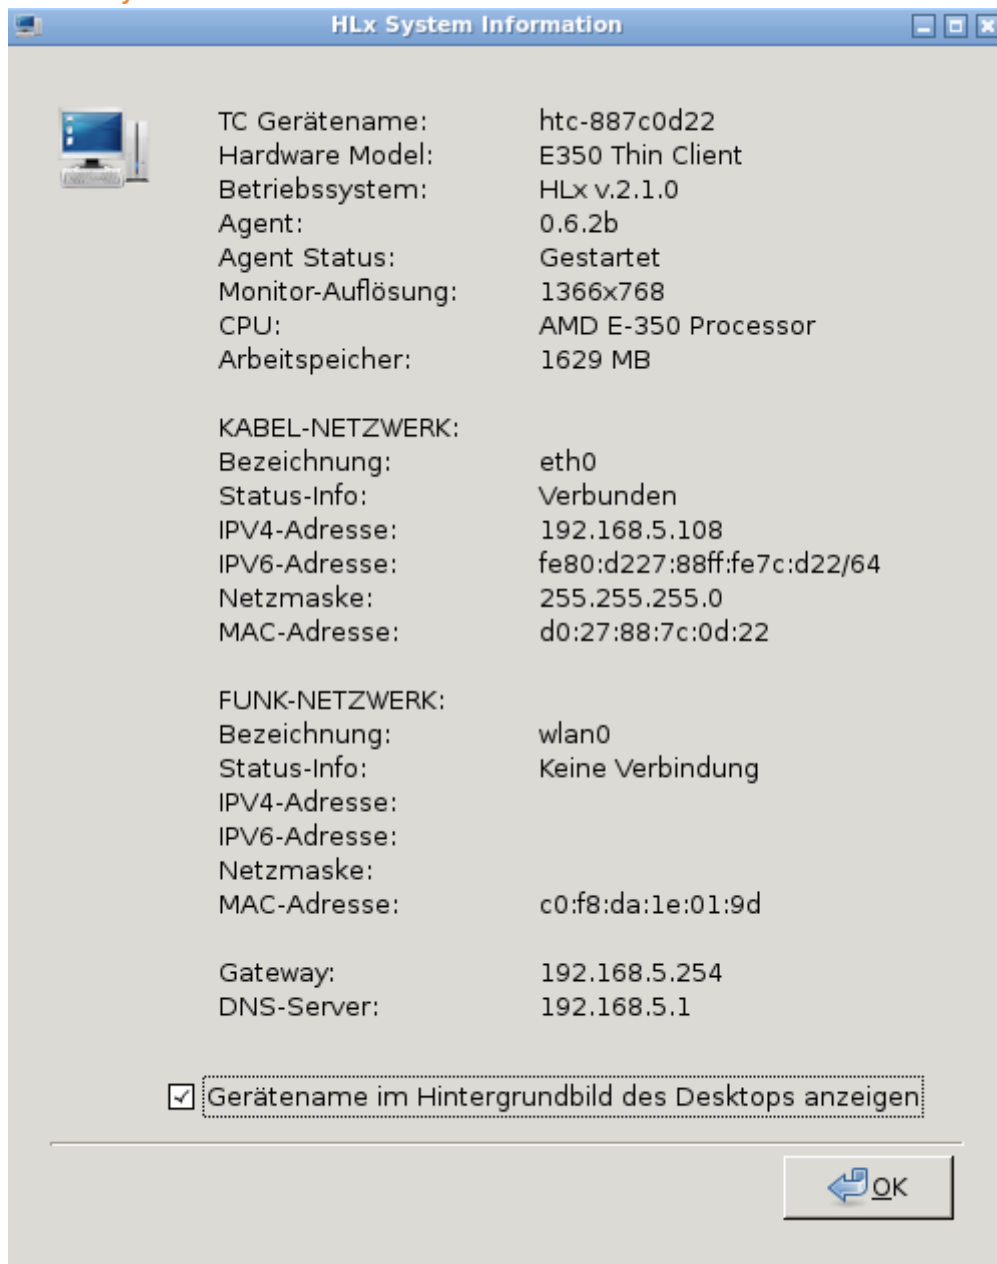 HLx System Information
TC Gerätename: htc-887c0d22
Hardware Model: E350 Thin Client
Betriebssystem: HLx v.2.1.0
Agent: 0.6.2b
Agent Status: Gestartet
Monitor-Auflösung: 1366x768
CPU: AMD E-350 Processor
Arbeitspeicher: 1629 MB
KABEL-NETZWERK:
Bezeichnung: eth0
Status-Info: Verbunden
IPV4-Adresse: 192.168.5.108
IPV6-Adresse: fe80:d227:88ff:fe7c:d22/64
Netzmaske: 255.255.255.0
MAC-Adresse: d0:27:88:7c:0d:22
FUNK-NETZWERK:
Bezeichnung: wlan0
Status-Info: Keine Verbindung
IPV4-Adresse:
IPV6-Adresse:
Netzmaske:
MAC-Adresse: c0:f8:da:1e:01:9d
Gateway: 192.168.5.254
DNS-Server: 192.168.5.1
Gerätename im Hintergrundbild des Desktops anzeigen
OK